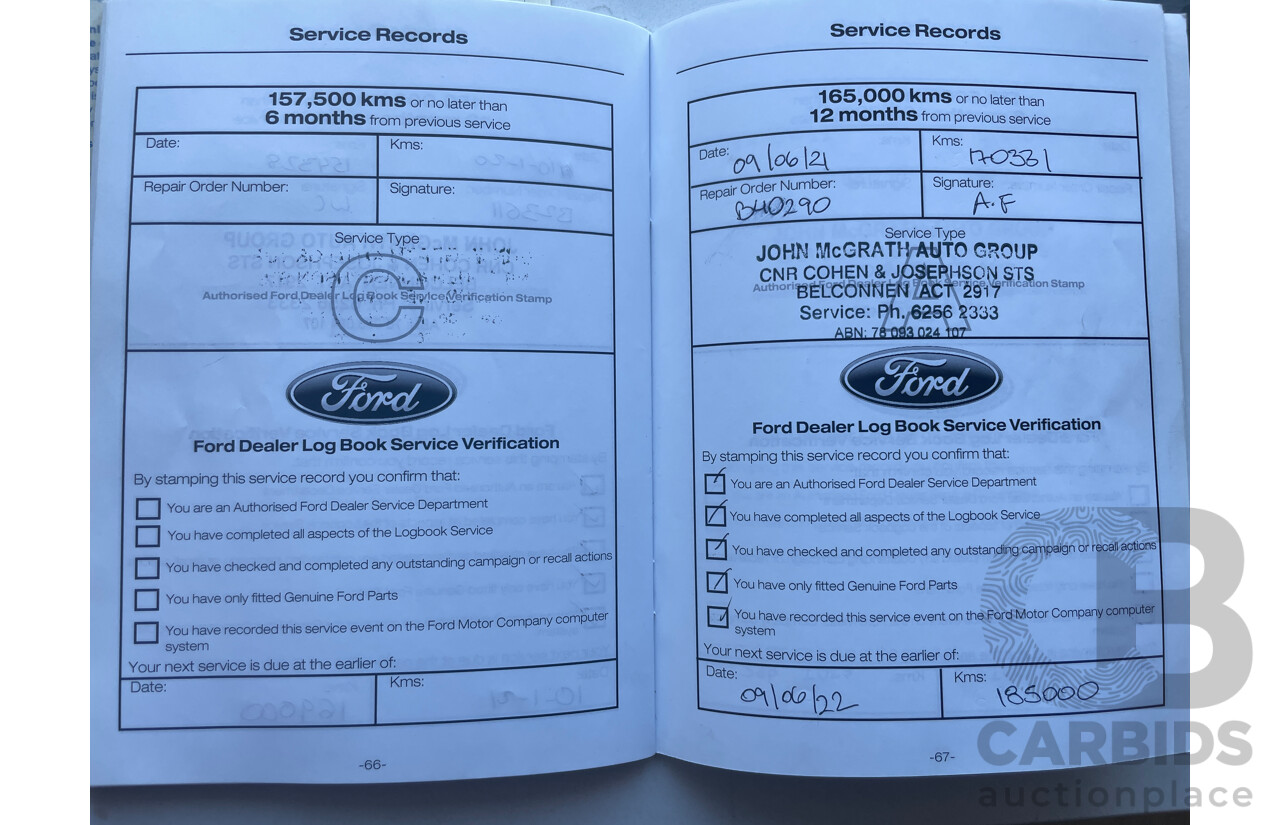 Service Records
157,500 kms or no later than
6 months from previous service
Date:
Kms:
Repair Order Number:
Signature:
Service Type
C
Authorised Ford Dealer Log Book Service Verification Stamp
Ford
Ford Dealer Log Book Service Verification
By stamping this service record you confirm that:
You are an Authorised Ford Dealer Service Department
You have completed all aspects of the Logbook Service
You have checked and completed any outstanding campaign or recall actions
You have only fitted Genuine Ford Parts
You have recorded this service event on the Ford Motor Company computer
system
Your next service is due at the earlier of:
Date:
Kms:
-66-
Service Records
165,000 kms or no later than
12 months from previous service
Date: 09/06/21
Kms: 170331
Repair Order Number:
B40290
Signature:
A.F
Service Type
JOHN McGRATH AUTO GROUP
CNR COHEN & JOSEPHSON STS
Authorised Ford Dealer Log Book Service Verification Stamp
A
BELCONNEN ACT 2917
Service: Ph. 6256 2333
ABN: 78 093 024 107
Ford
Ford Dealer Log Book Service Verification
By stamping this service record you confirm that:
You are an Authorised Ford Dealer Service Department
You have completed all aspects of the Logbook Service
You have checked and completed any outstanding campaign or recall actions
You have only fitted Genuine Ford Parts
You have recorded this service event on the Ford Motor Company computer
system
Your next service is due at the earlier of:
Date:
09/06/22
Kms:
185000
-67-
CB
CARBIDS
auctionplace